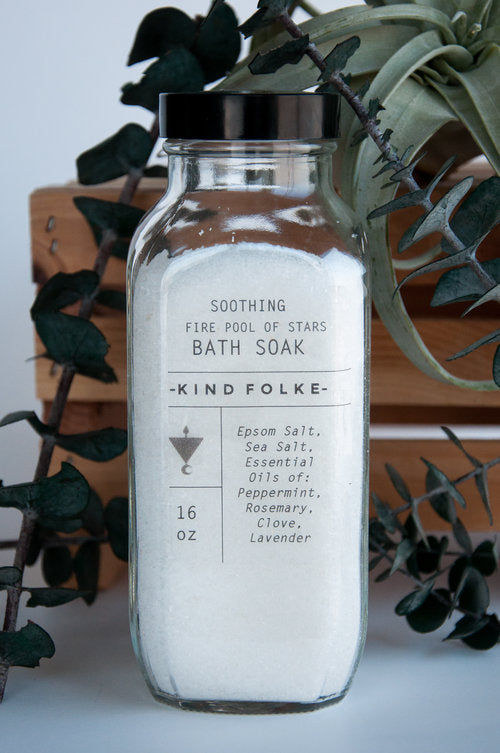 SOOTHING
FIRE POOL OF STARS
BATH SOAK
-KIND FOLKE-
16
oz
Epsom Salt,
Sea Salt,
Essential
Oils of:
Peppermint,
Rosemary,
Clove,
Lavender